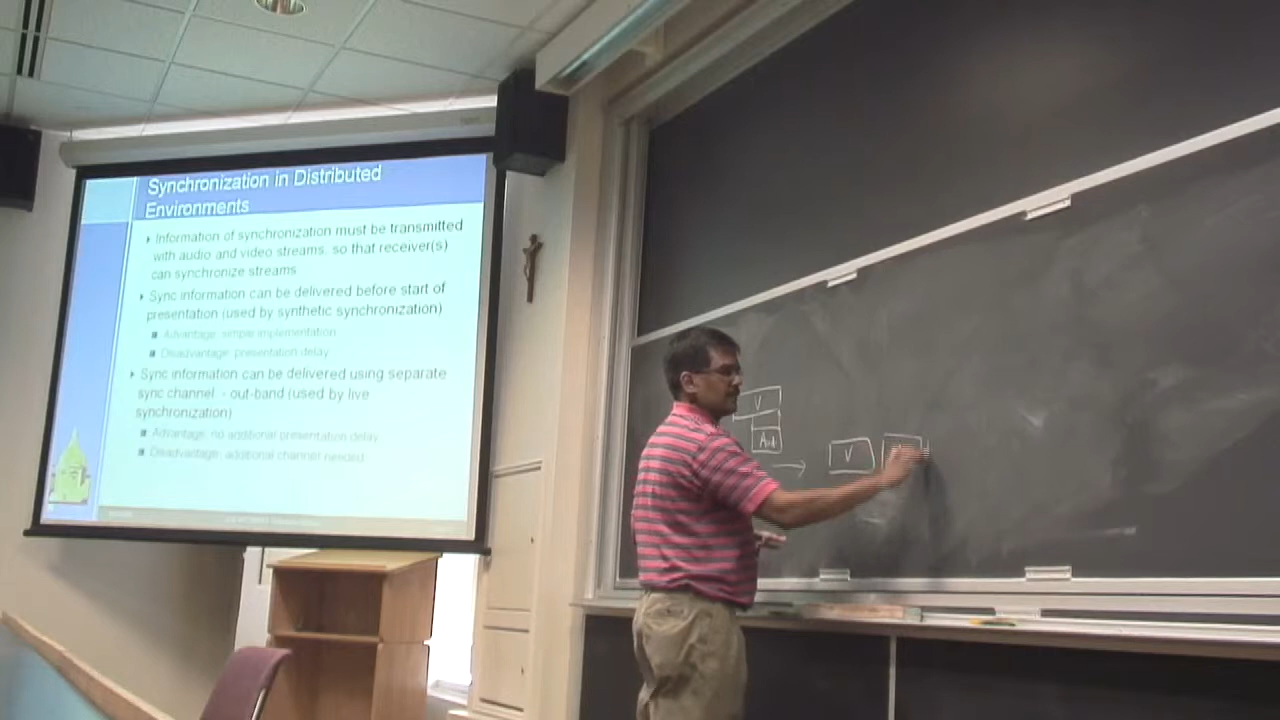 Synchronization in Distributed
Environments
Information of synchronization must be transmitted
with audio and video streams, so that receiver(s)
can synchronize streams
Sync information can be delivered before start of
presentation (used by synthetic synchronization)
Advantage: simple implementation
Disadvantage: presentation delay
Sync information can be delivered using separate
sync channel - out-band (used by live
synchronization)
Advantage: no additional presentation delay
Disadvantage: additional channel needed
V
V